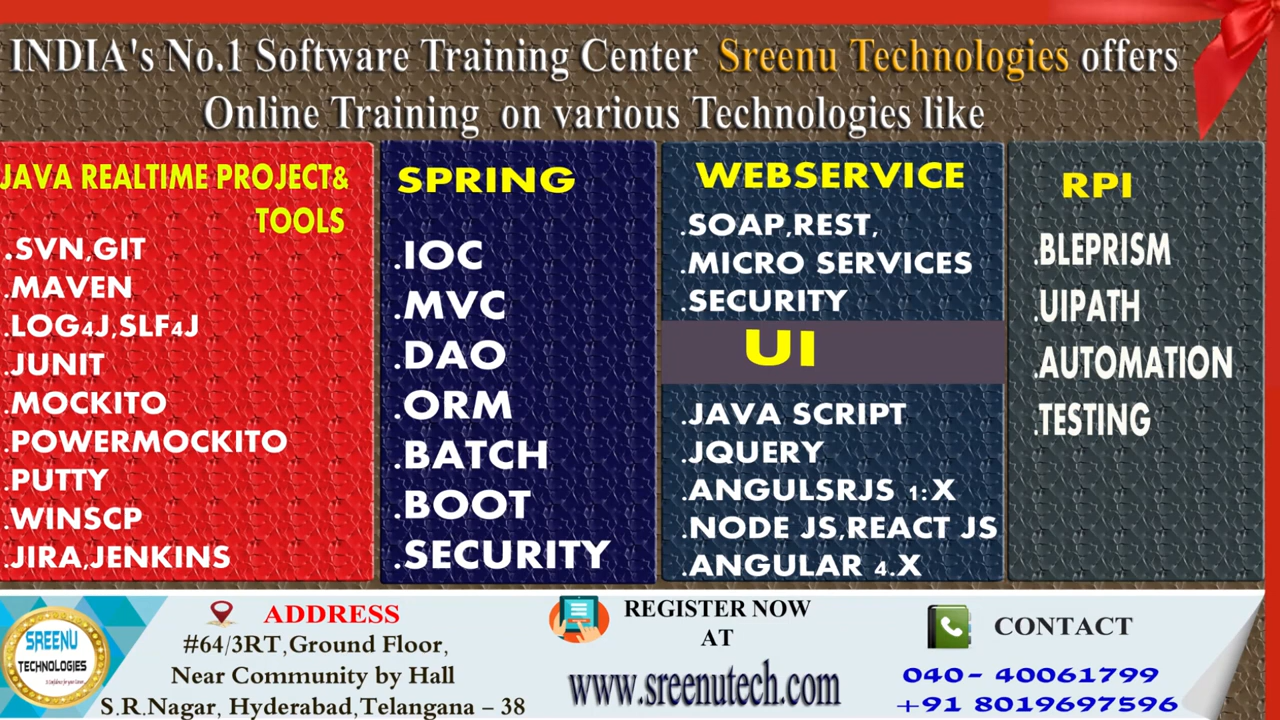 INDIA's No.1 Software Training Center Sreenu Technologies offers
Online Training on various Technologies like
JAVA REALTIME PROJECT&
TOOLS
.SVN,GIT
.MAVEN
.LOG4J,SLF4J
.JUNIT
.MOCKITO
.POWERMOCKITO
.PUTTY
.WINSCP
.JIRA,JENKINS
SPRING
.IOC
.MVC
.DAO
.ORM
.BATCH
.BOOT
.SECURITY
WEBSERVICE
.SOAP,REST,
.MICRO SERVICES
.SECURITY
UI
.JAVA SCRIPT
.JQUERY
.ANGULSRJS 1:X
.NODE JS,REACT JS
.ANGULAR 4.X
RPI
.BLEPRISM
.UIPATH
.AUTOMATION
.TESTING
SREENU
TECHNOLOGIES
ADDRESS
#64/3RT,Ground Floor,
Near Community by Hall
S.R.Nagar, Hyderabad,Telangana – 38
REGISTER NOW
AT
www.sreenutech.com
CONTACT
040- 40061799
+91 8019697596